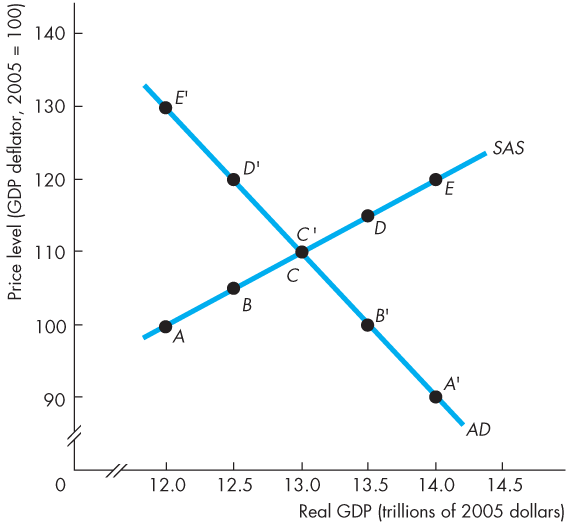 Price level (GDP deflator, 2005 = 100)
140
130
120
110
100
90
0
E'
D'
C'
C
B'
A'
AD
A
B
D
E
SAS
12.0 12.5 13.0 13.5 14.0 14.5
Real GDP (trillions of 2005 dollars)